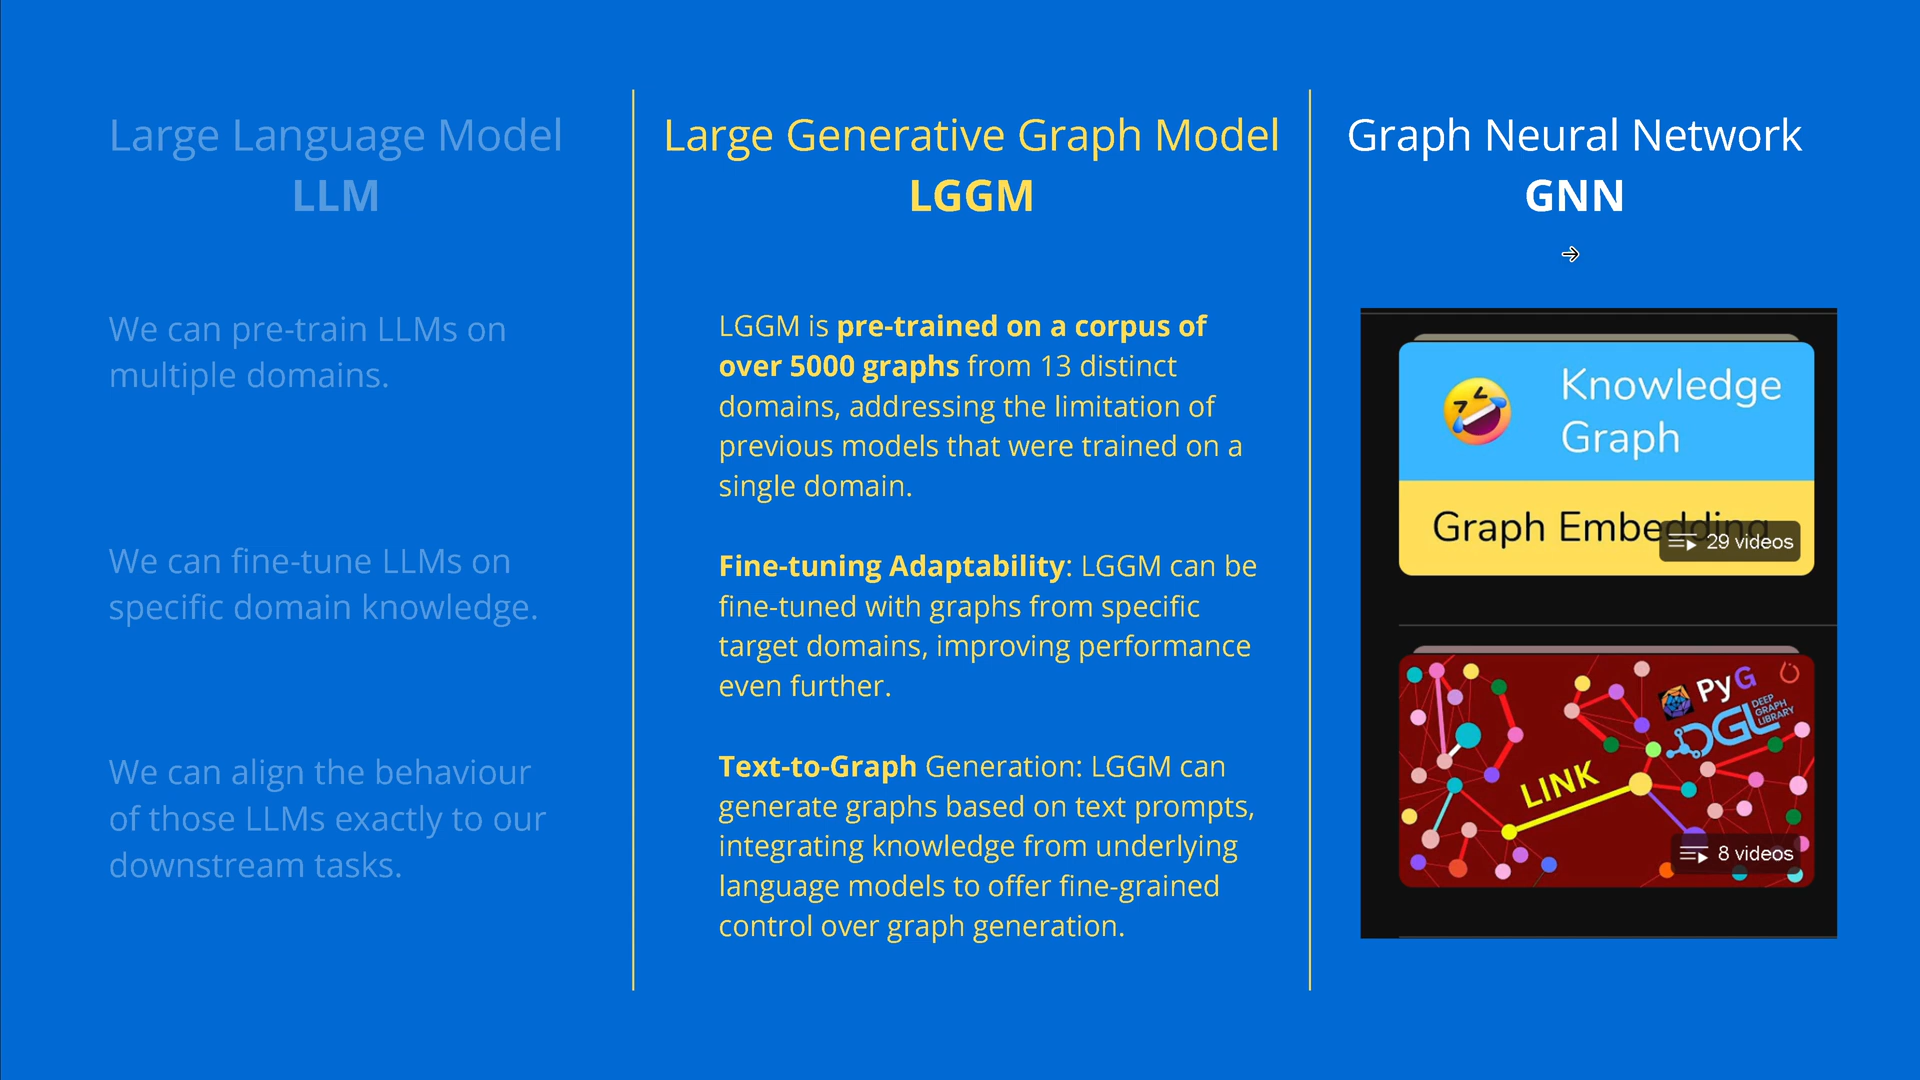 Large Language Model
LLM
We can pre-train LLMs on
multiple domains.
We can fine-tune LLMs on
specific domain knowledge.
We can align the behaviour
of those LLMs exactly to our
downstream tasks.
Large Generative Graph Model
LGGM
LGGM is pre-trained on a corpus of
over 5000 graphs from 13 distinct
domains, addressing the limitation of
previous models that were trained on a
single domain.
Fine-tuning Adaptability: LGGM can be
fine-tuned with graphs from specific
target domains, improving performance
even further.
Text-to-Graph Generation: LGGM can
generate graphs based on text prompts,
integrating knowledge from underlying
language models to offer fine-grained
control over graph generation.
Graph Neural Network
GNN
Knowledge
Graph
Graph Embedding
29 videos
PyG
DGL
DEEP
GRAPH
LIBRARY
LINK
8 videos